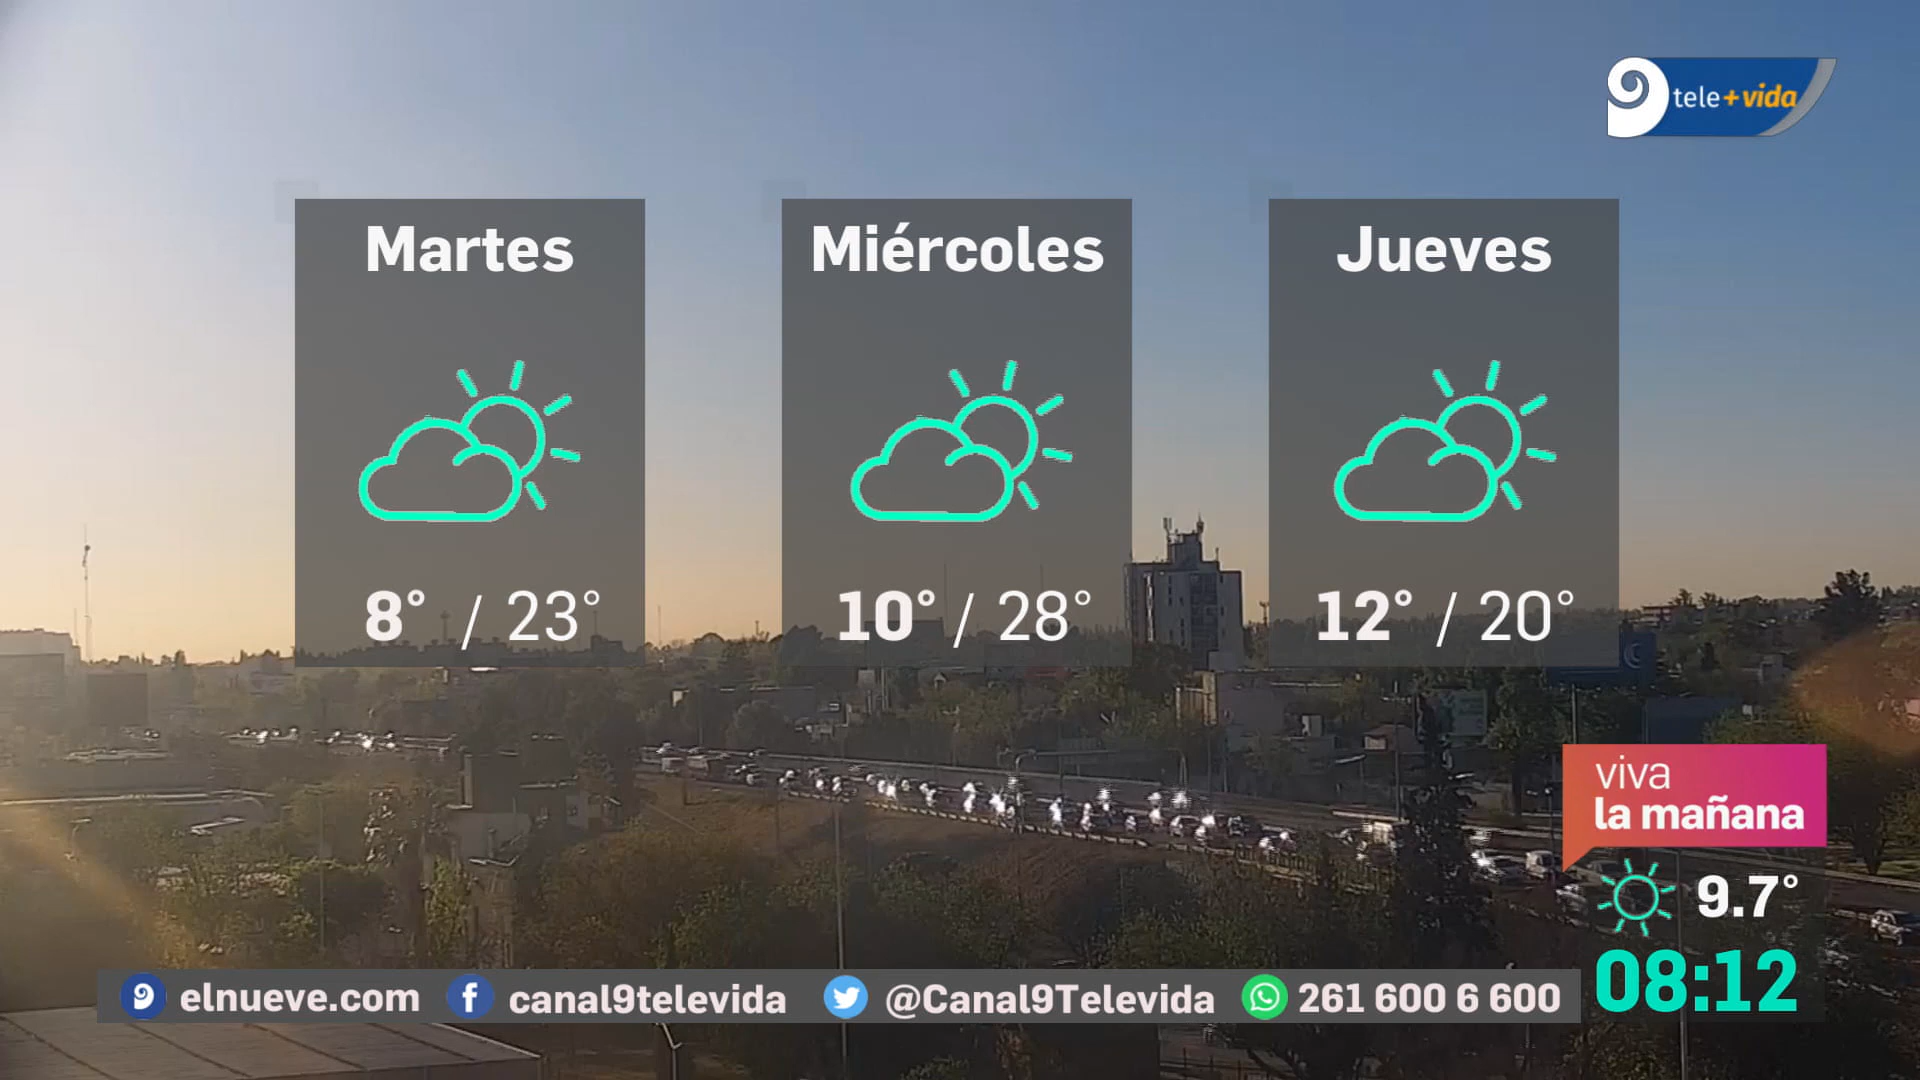 9 tele+vida
Martes
Miércoles
Jueves
8° / 23°
10° / 28°
12° / 20°
viva
la mañana
9.7°
08:12
elnueve.com
canal9televida
@Canal9Televida
261 600 6 600